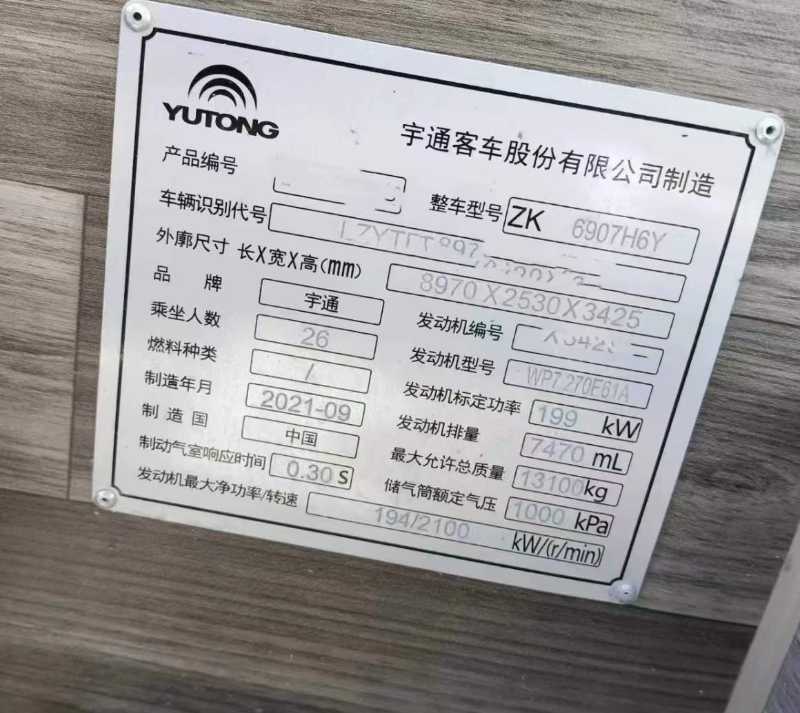 YUTONG
宇通客车股份有限公司制造
产品编号
整车型号 ZK 6907H6Y
车辆识别代号
外廓尺寸 长X宽X高(mm) 8970X2530X3425
品 牌 宇通
发动机编号
乘坐人数 26
发动机型号 WP7.270E61A
燃料种类 /
发动机标定功率 199 kW
制造年月 2021-09
发动机排量 7470 mL
制造国 中国
最大允许总质量 13100kg
制动气室响应时间 0.30 S
储气筒额定气压 1000 kPa
发动机最大净功率/转速 194/2100 kW/(r/min)